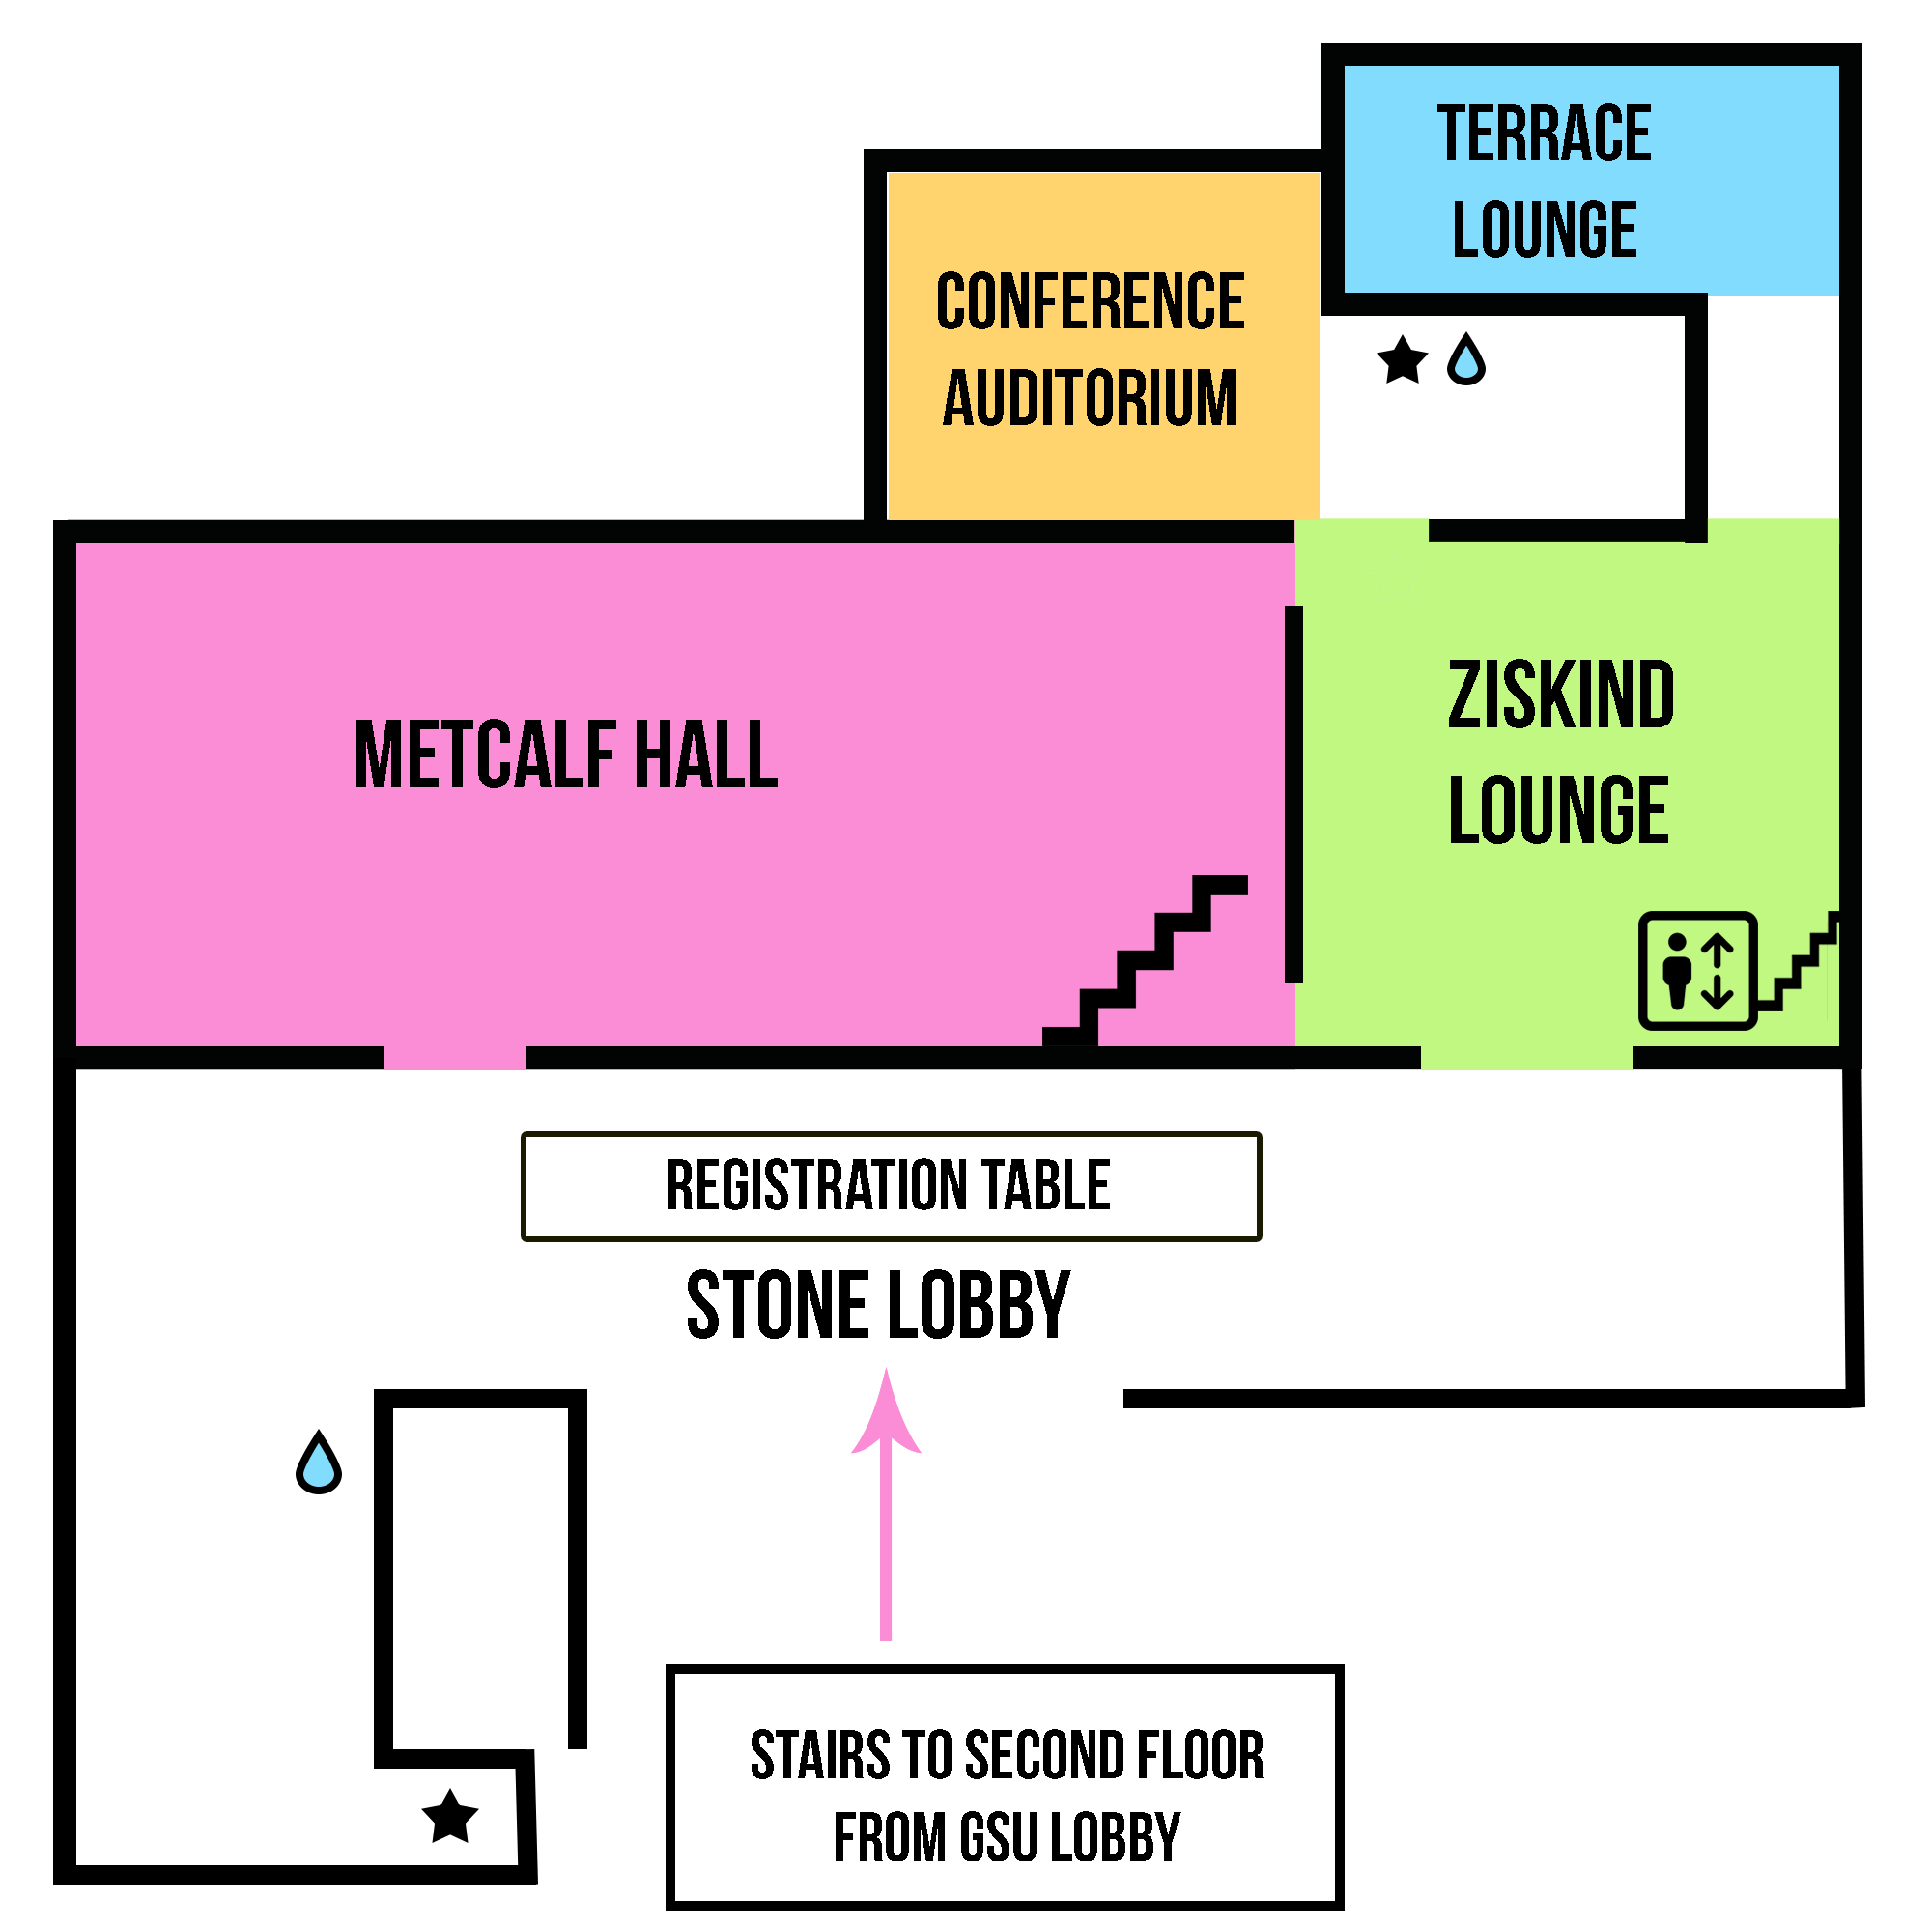 TERRACE
LOUNGE
CONFERENCE
AUDITORIUM
METCALF HALL
ZISKIND
LOUNGE
REGISTRATION TABLE
STONE LOBBY
STAIRS TO SECOND FLOOR
FROM GSU LOBBY